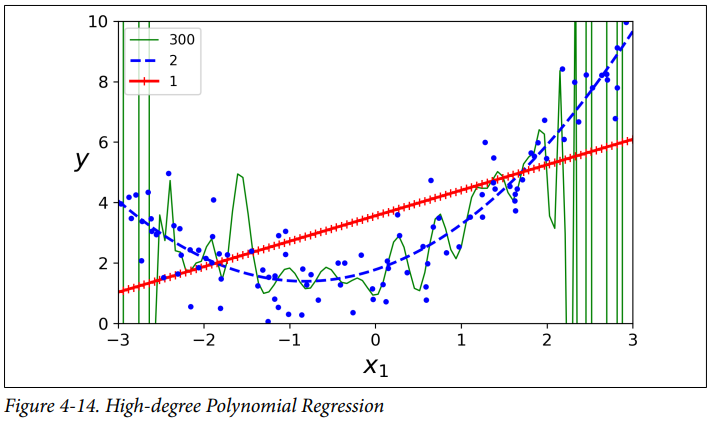 10
8
6
4
2
0
y
300
2
1
−3 −2 −1 0 1 2 3
x1
Figure 4-14. High-degree Polynomial Regression